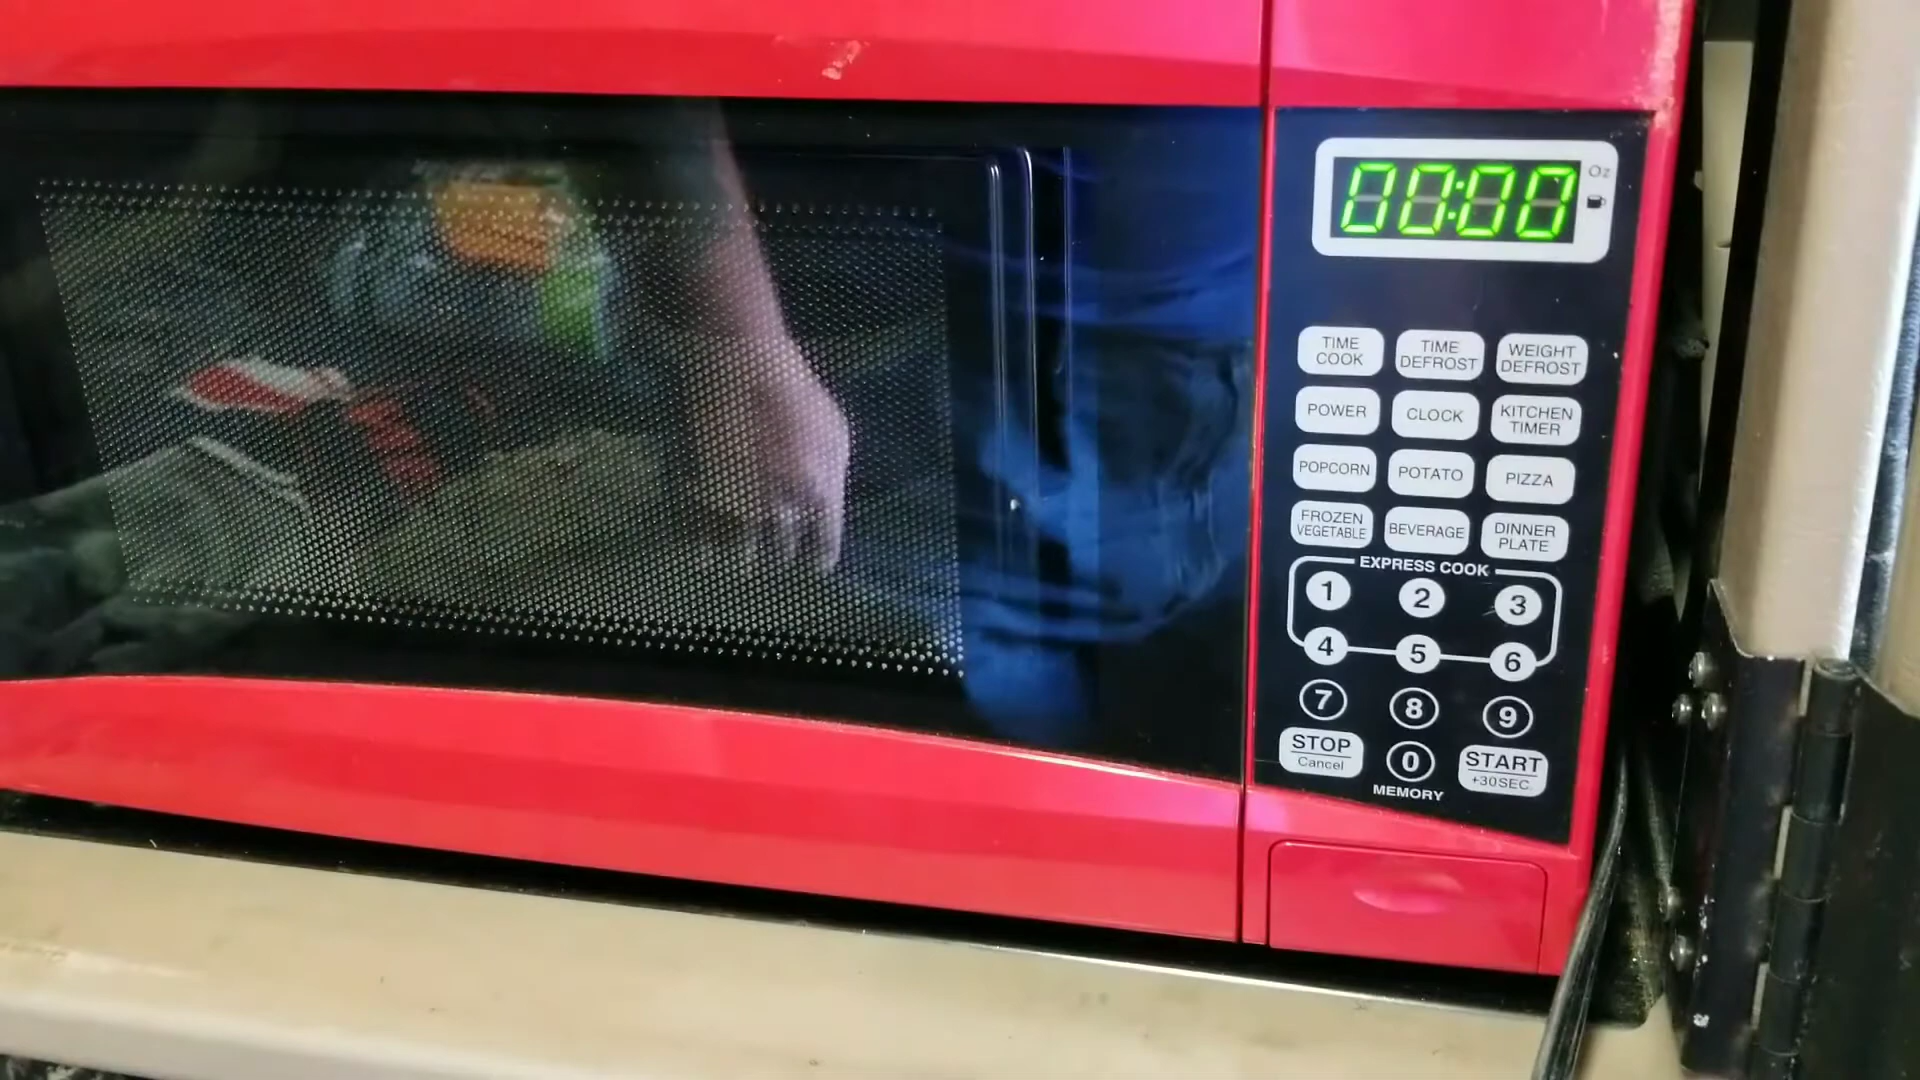 00:00
Oz
TIME
COOK
TIME
DEFROST
WEIGHT
DEFROST
POWER
CLOCK
KITCHEN
TIMER
POPCORN
POTATO
PIZZA
FROZEN
VEGETABLE
BEVERAGE
DINNER
PLATE
EXPRESS COOK
1
2
3
4
5
6
7
8
9
STOP
Cancel
0
START
+30SEC.
MEMORY